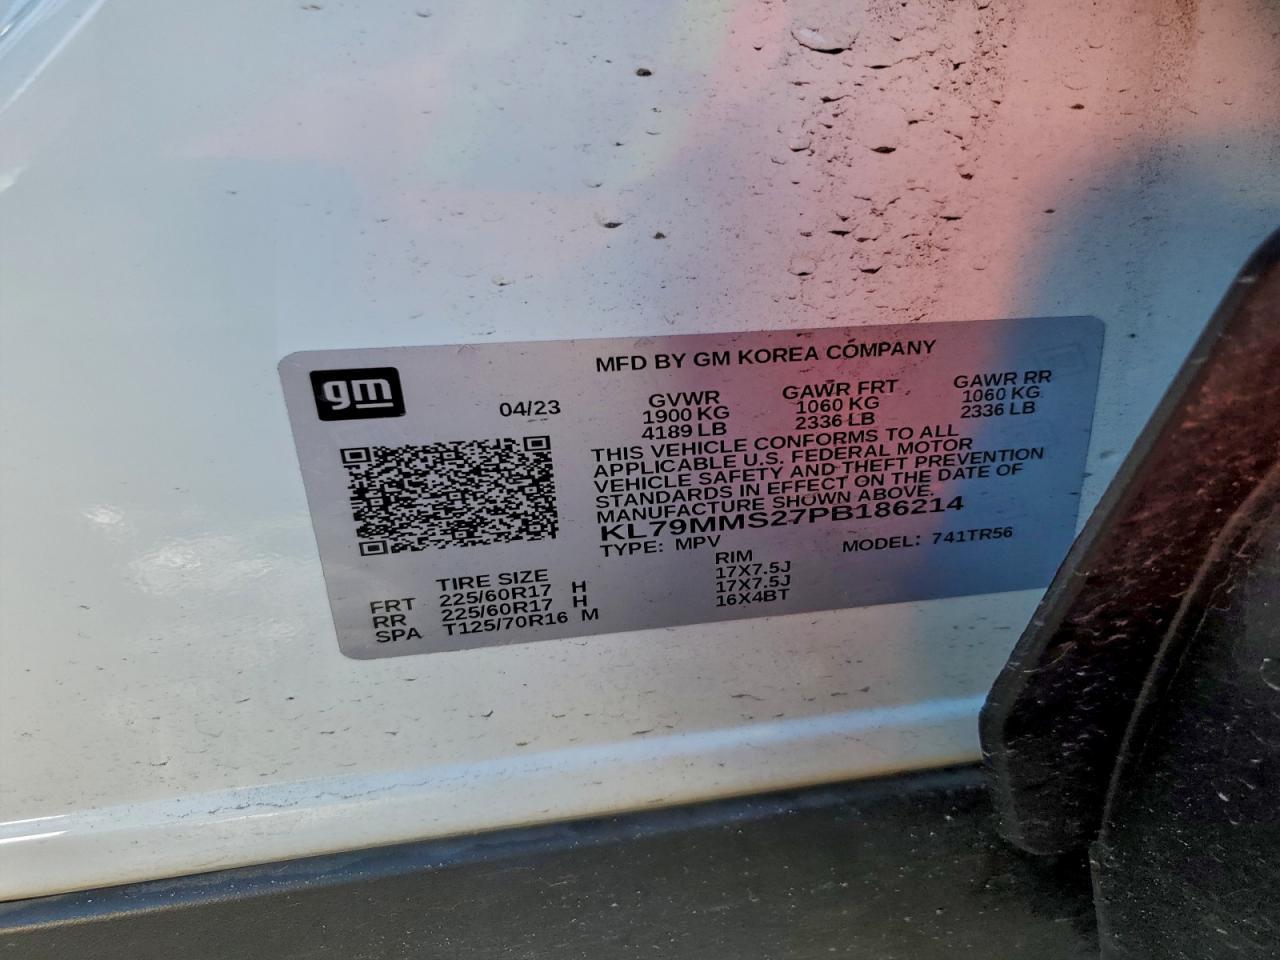 MFD BY GM KOREA COMPANY
gm
04/23
GVWR GAWR FRT GAWR RR
1900 KG 1060 KG 1060 KG
4189 LB 2336 LB 2336 LB
THIS VEHICLE CONFORMS TO ALL
APPLICABLE U.S. FEDERAL MOTOR
VEHICLE SAFETY AND THEFT PREVENTION
STANDARDS IN EFFECT ON THE DATE OF
MANUFACTURE SHOWN ABOVE.
KL79MMS27PB186214
TYPE: MPV MODEL: 741TR56
TIRE SIZE RIM
FRT 225/60R17 H 17X7.5J
RR 225/60R17 H 17X7.5J
SPA T125/70R16 M 16X4BT